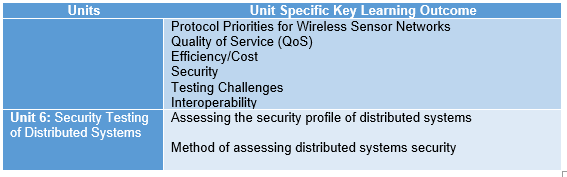 Units
Unit Specific Key Learning Outcome
Protocol Priorities for Wireless Sensor Networks
Quality of Service (QoS)
Efficiency/Cost
Security
Testing Challenges
Interoperability
Unit 6: Security Testing
of Distributed Systems
Assessing the security profile of distributed systems
Method of assessing distributed systems security